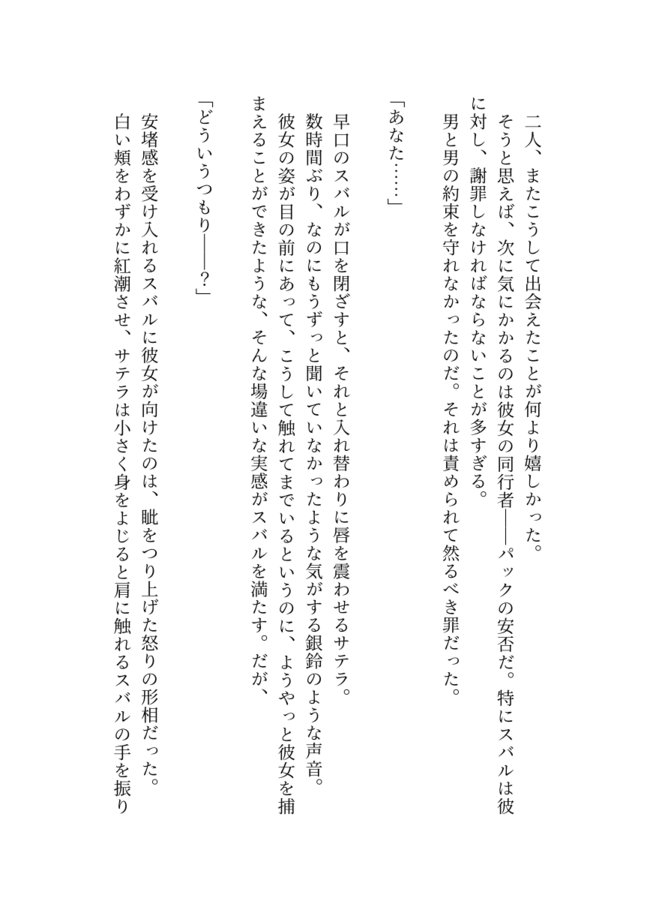 二人、またこうして出会えたことが何より嬉しかった。
そうと思えば、次に気にかかるのは彼女の同行者――パックの安否だ。特にスバルは彼
に対し、謝罪しなければならないことが多すぎる。
男と男の約束を守れなかったのだ。それは責められて然るべき罪だった。
「あなた……」
早口のスバルが口を閉ざすと、それと入れ替わりに唇を震わせるサテラ。
数時間ぶり、なのにもうずっと聞いていなかったような気がする銀鈴のような声音。
彼女の姿が目の前にあって、こうして触れてまでいるというのに、ようやっと彼女を捕
まえることができたような、そんな場違いな実感がスバルを満たす。だが、
「どういうつもり――？」
安堵感を受け入れるスバルに彼女が向けたのは、眦をつり上げた怒りの形相だった。
白い頬をわずかに紅潮させ、サテラは小さく身をよじると肩に触れるスバルの手を振り